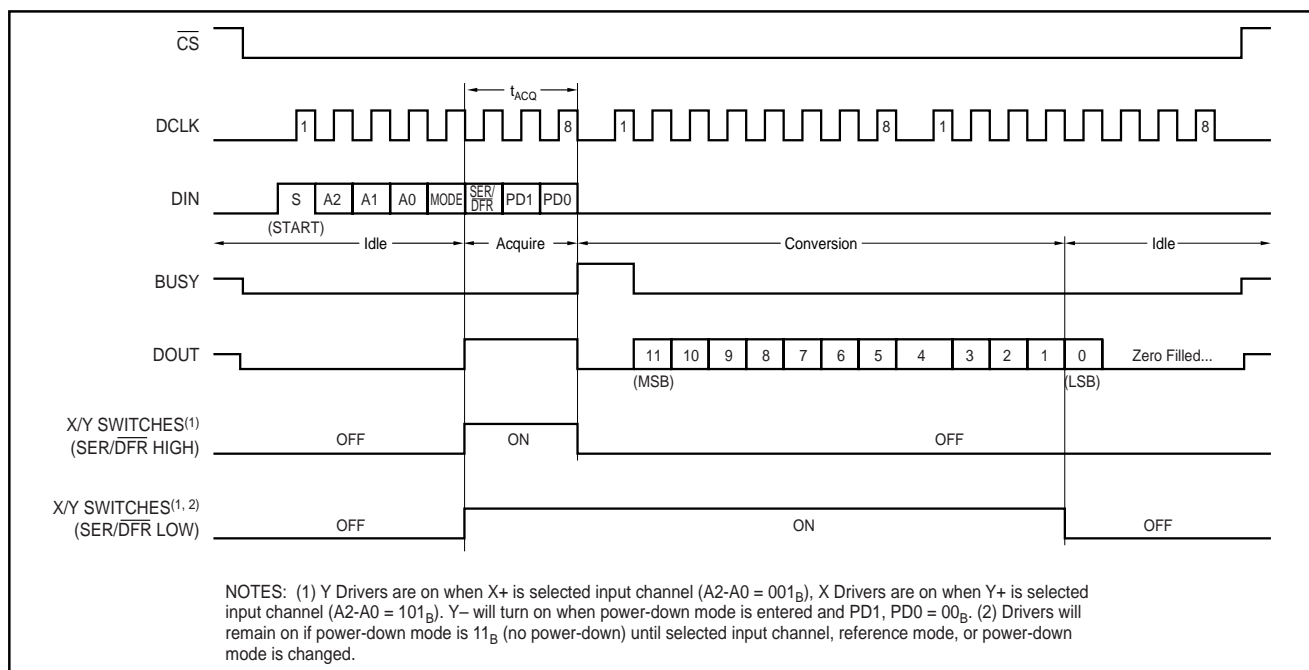 C̅S̅
tACQ
DCLK 1 8 1 8 1 8
DIN S A2 A1 A0 MODE SER/D̅F̅R̅ PD1 PD0
(START)
Idle Acquire Conversion Idle
BUSY
DOUT 11 10 9 8 7 6 5 4 3 2 1 0 Zero Filled...
(MSB) (LSB)
X/Y SWITCHES(1)
(SER/D̅F̅R̅ HIGH)
OFF ON OFF
X/Y SWITCHES(1, 2)
(SER/D̅F̅R̅ LOW)
OFF ON OFF
NOTES: (1) Y Drivers are on when X+ is selected input channel (A2-A0 = 001B), X Drivers are on when Y+ is selected
input channel (A2-A0 = 101B). Y– will turn on when power-down mode is entered and PD1, PD0 = 00B. (2) Drivers will
remain on if power-down mode is 11B (no power-down) until selected input channel, reference mode, or power-down
mode is changed.